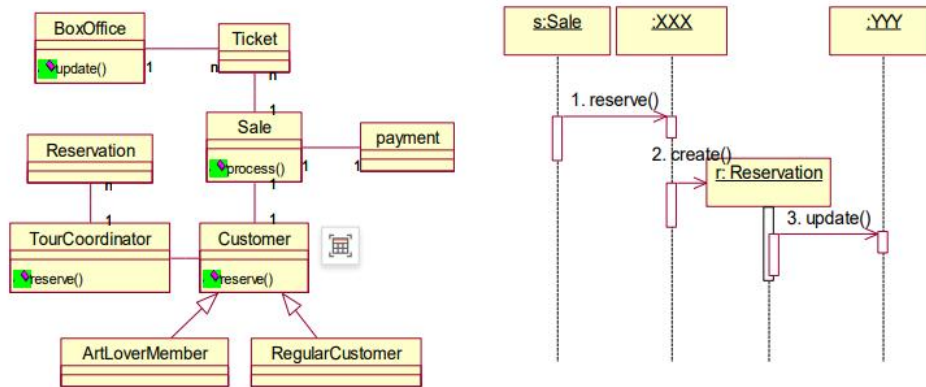 BoxOffice
update()
1
n
Ticket
n
1
Sale
process()
1
1
payment
Reservation
n
1
TourCoordinator
reserve()
1
Customer
reserve()
ArtLoverMember
RegularCustomer
s:Sale
:XXX
:YYY
1. reserve()
2. create()
r: Reservation
3. update()